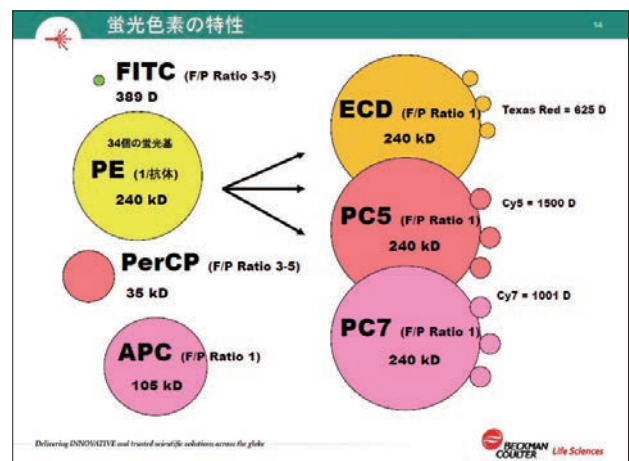 蛍光色素の特性
14
FITC (F/P Ratio 3-5)
389 D
34個の蛍光基
PE (1/抗体)
240 kD
PerCP (F/P Ratio 3-5)
35 kD
APC (F/P Ratio 1)
105 kD
ECD (F/P Ratio 1)
240 kD
Texas Red = 625 D
PC5 (F/P Ratio 1)
240 kD
Cy5 = 1500 D
Cy7 = 1001 D
PC7 (F/P Ratio 1)
240 kD
Delivering INNOVATIVE and trusted scientific solutions across the globe
BECKMAN
COULTER Life Sciences